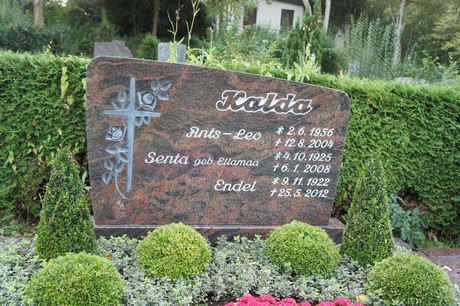 Kalda
Ants-Leo * 2.6.1956
+ 12.8.2004
Senta geb. Ellamaa * 4.10.1925
+ 6.1.2008
Endel * 9.11.1922
+ 25.5.2012